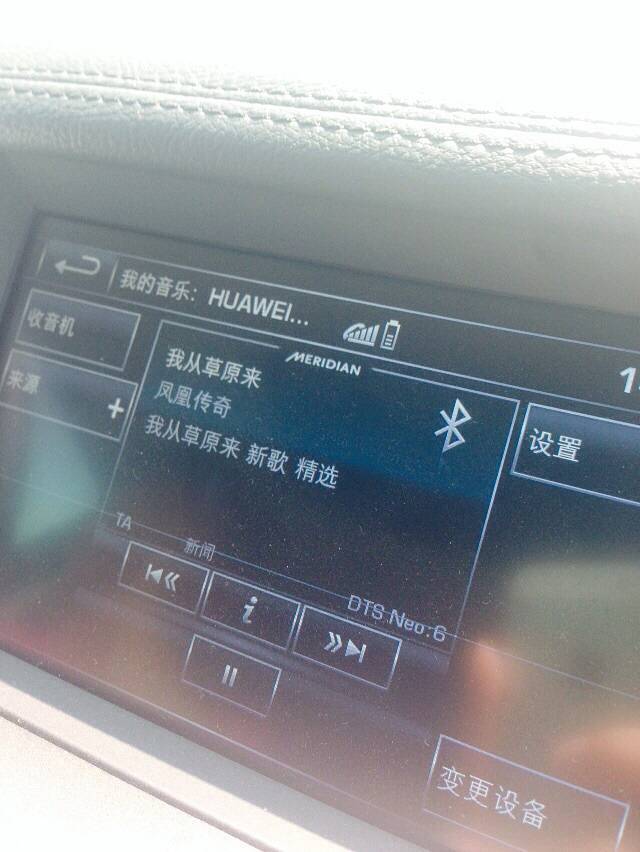 我的音乐: HUAWEI...
收音机
MERIDIAN
来源
+
我从草原来
凤凰传奇
我从草原来 新歌 精选
设置
TA
新闻
DTS Neo:6
i
变更设备